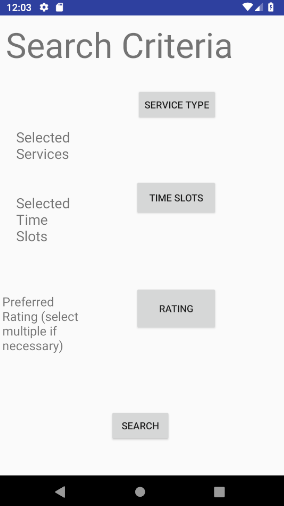 12:03
Search Criteria
SERVICE TYPE
Selected
Services
TIME SLOTS
Selected
Time
Slots
RATING
Preferred
Rating (select
multiple if
necessary)
SEARCH